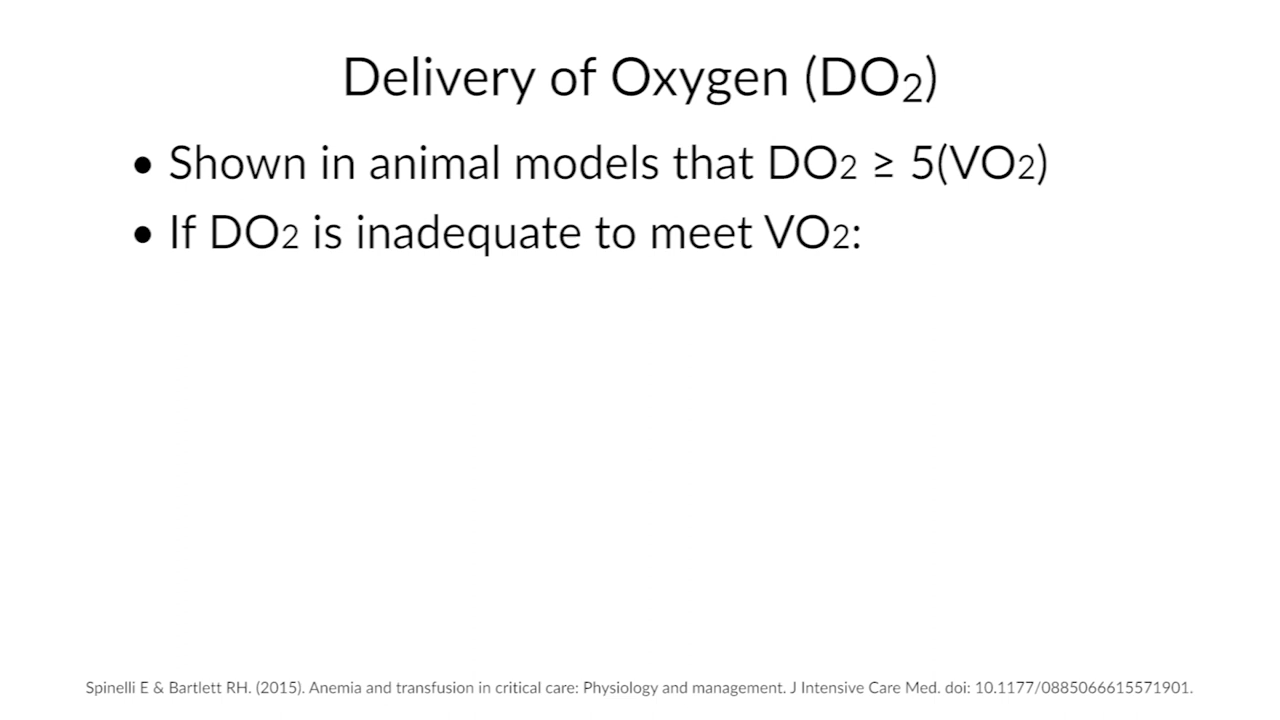 Delivery of Oxygen (DO2)
• Shown in animal models that DO2 ≥ 5(VO2)
• If DO2 is inadequate to meet VO2:
Spinelli E & Bartlett RH. (2015). Anemia and transfusion in critical care: Physiology and management. J Intensive Care Med. doi: 10.1177/0885066615571901.